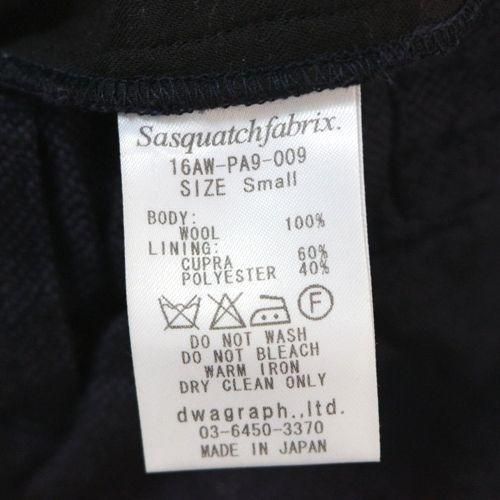 Sasquatchfabrix.
16AW-PA9-009
SIZE Small
BODY:
WOOL 100%
LINING:
CUPRA 60%
POLYESTER 40%
F
DO NOT WASH
DO NOT BLEACH
WARM IRON
DRY CLEAN ONLY
dwagraph.,ltd.
03-6450-3370
MADE IN JAPAN